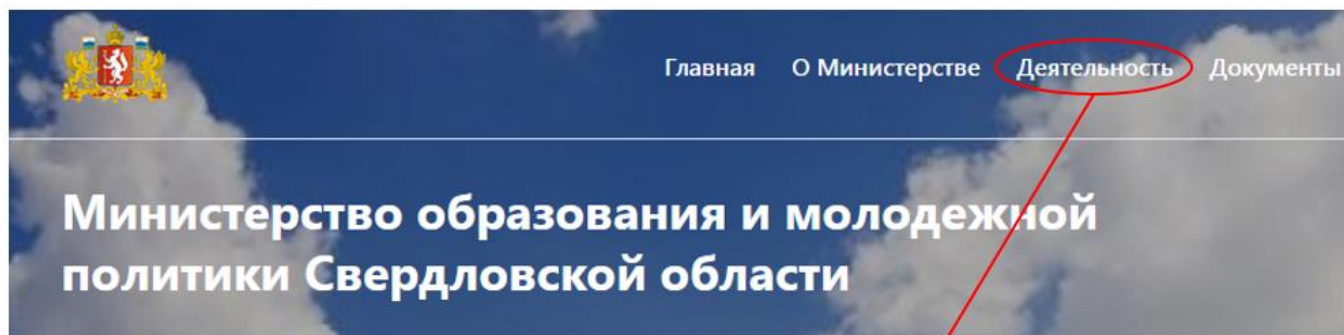 Главная О Министерстве Деятельность Документы
Министерство образования и молодежной
политики Свердловской области